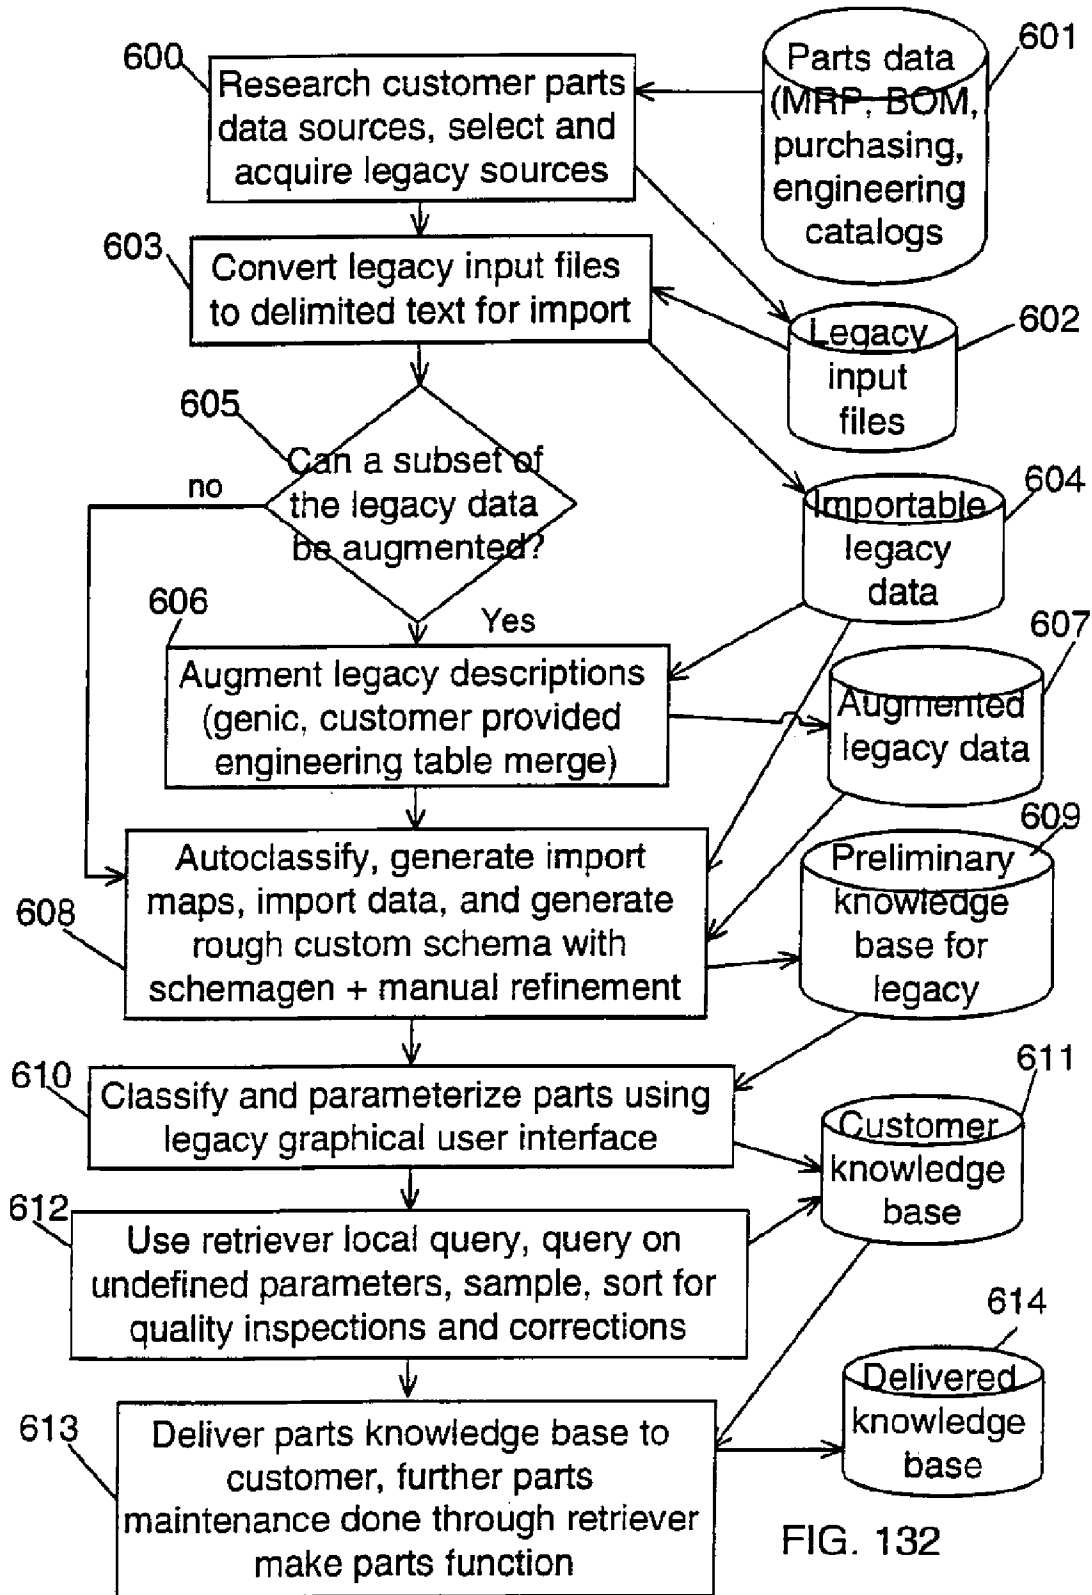 600
Research customer parts
data sources, select and
acquire legacy sources
601
Parts data
(MRP, BOM,
purchasing,
engineering
catalogs
603
Convert legacy input files
to delimited text for import
602
Legacy
input
files
605
Can a subset of
the legacy data
be augmented?
no
Yes
604
Importable
legacy
data
606
Augment legacy descriptions
(genic, customer provided
engineering table merge)
607
Augmented
legacy data
608
Autoclassify, generate import
maps, import data, and generate
rough custom schema with
schemagen + manual refinement
609
Preliminary
knowledge
base for
legacy
610
Classify and parameterize parts using
legacy graphical user interface
611
Customer
knowledge
base
612
Use retriever local query, query on
undefined parameters, sample, sort for
quality inspections and corrections
613
Deliver parts knowledge base to
customer, further parts
maintenance done through retriever
make parts function
614
Delivered
knowledge
base
FIG. 132